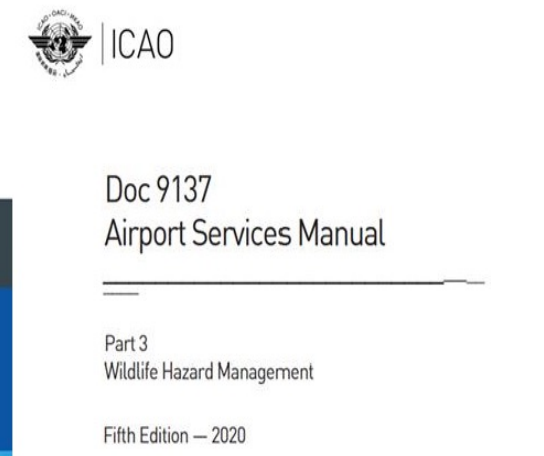 ICAO
Doc 9137
Airport Services Manual
Part 3
Wildlife Hazard Management
Fifth Edition — 2020